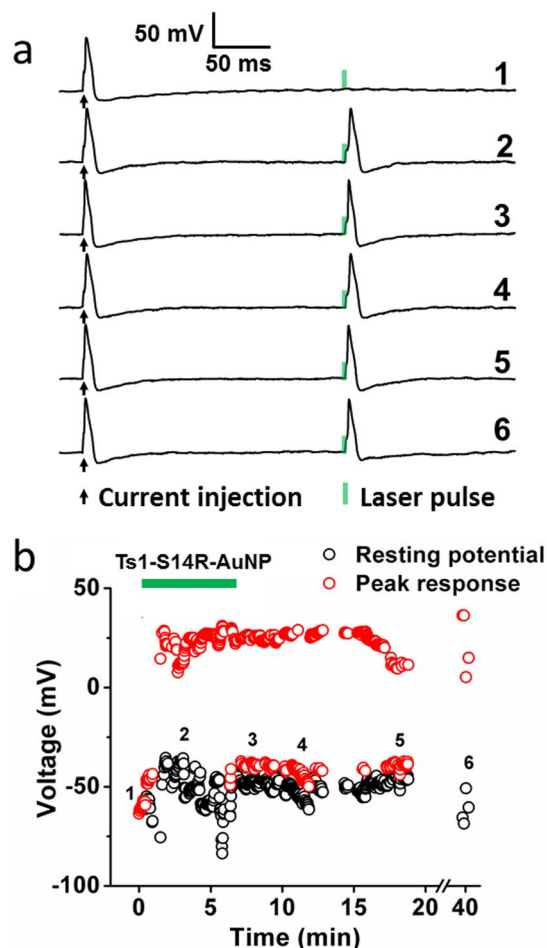 a
50 mV
50 ms
1
2
3
4
5
6
Current injection
Laser pulse
b
Ts1-S14R-AuNP
Resting potential
Peak response
50
0
-50
-100
Voltage (mV)
1
2
3
4
5
6
0 5 10 15 20 40
Time (min)